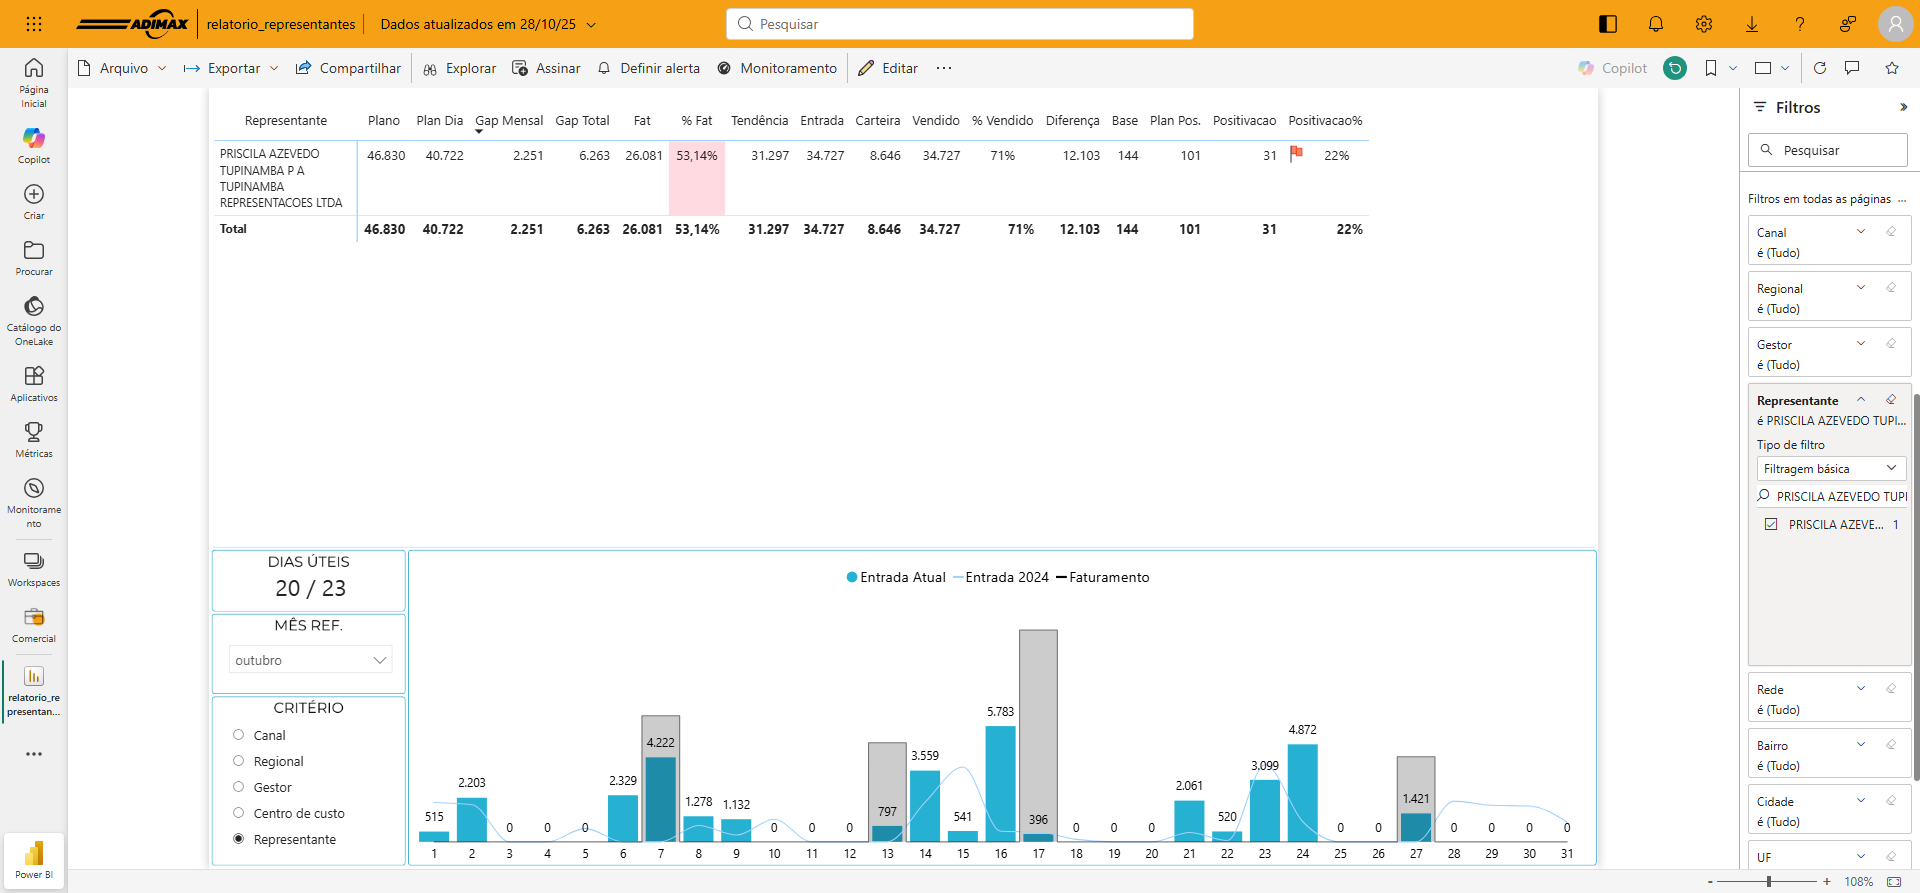 ADIMAX relatorio_representantes Dados atualizados em 28/10/25 Pesquisar
Arquivo Exportar Compartilhar Explorar Assinar Definir alerta Monitoramento Editar ... Copilot
Página
Inicial
Copilot
Criar
Procurar
Catálogo do
OneLake
Aplicativos
Métricas
Monitorame
nto
Workspaces
Comercial
relatorio_re
presentan...
Power BI
Representante Plano Plan Dia Gap Mensal Gap Total Fat % Fat Tendência Entrada Carteira Vendido % Vendido Diferença Base Plan Pos. Positivacao Positivacao%
PRISCILA AZEVEDO
TUPINAMBA P A
TUPINAMBA
REPRESENTACOES LTDA
46.830 40.722 2.251 6.263 26.081 53,14% 31.297 34.727 8.646 34.727 71% 12.103 144 101 31 22%
Total 46.830 40.722 2.251 6.263 26.081 53,14% 31.297 34.727 8.646 34.727 71% 12.103 144 101 31 22%
DIAS ÚTEIS
20 / 23
MÊS REF.
outubro
CRITÉRIO
Canal
Regional
Gestor
Centro de custo
Representante
Entrada Atual Entrada 2024 Faturamento
515 2.203 0 0 0 2.329 4.222 1.278 1.132 0 0 0 797 3.559 541 5.783 396 0 0 0 2.061 520 3.099 4.872 0 0 1.421 0 0 0 0
1 2 3 4 5 6 7 8 9 10 11 12 13 14 15 16 17 18 19 20 21 22 23 24 25 26 27 28 29 30 31
Filtros
Pesquisar
Filtros em todas as páginas ...
Canal
é (Tudo)
Regional
é (Tudo)
Gestor
é (Tudo)
Representante
é PRISCILA AZEVEDO TUPI...
Tipo de filtro
Filtragem básica
PRISCILA AZEVEDO TUPI
PRISCILA AZEVE... 1
Rede
é (Tudo)
Bairro
é (Tudo)
Cidade
é (Tudo)
UF
- + 108%